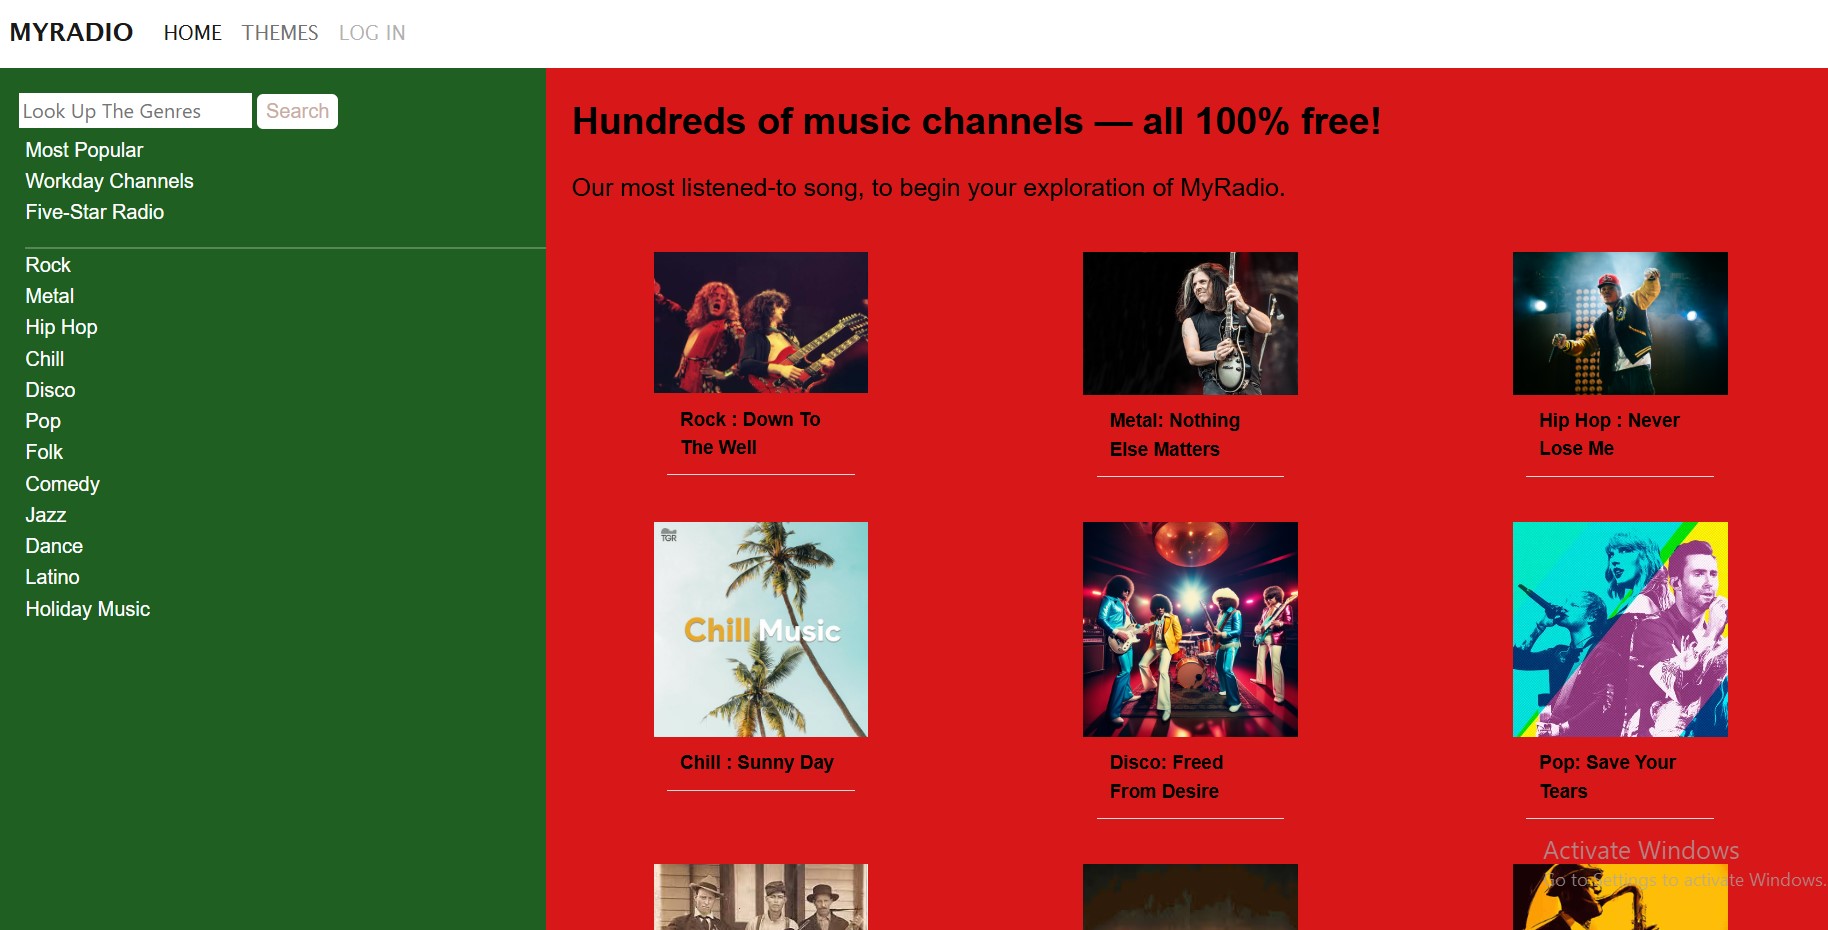 MYRADIO HOME THEMES LOG IN
Look Up The Genres Search
Most Popular
Workday Channels
Five-Star Radio
Rock
Metal
Hip Hop
Chill
Disco
Pop
Folk
Comedy
Jazz
Dance
Latino
Holiday Music
Hundreds of music channels — all 100% free!
Our most listened-to song, to begin your exploration of MyRadio.
Rock : Down To
The Well
Metal: Nothing
Else Matters
Hip Hop : Never
Lose Me
TGR
Chill Music
Chill : Sunny Day
Disco: Freed
From Desire
Pop: Save Your
Tears
Activate Windows
Go to Settings to activate Windows.